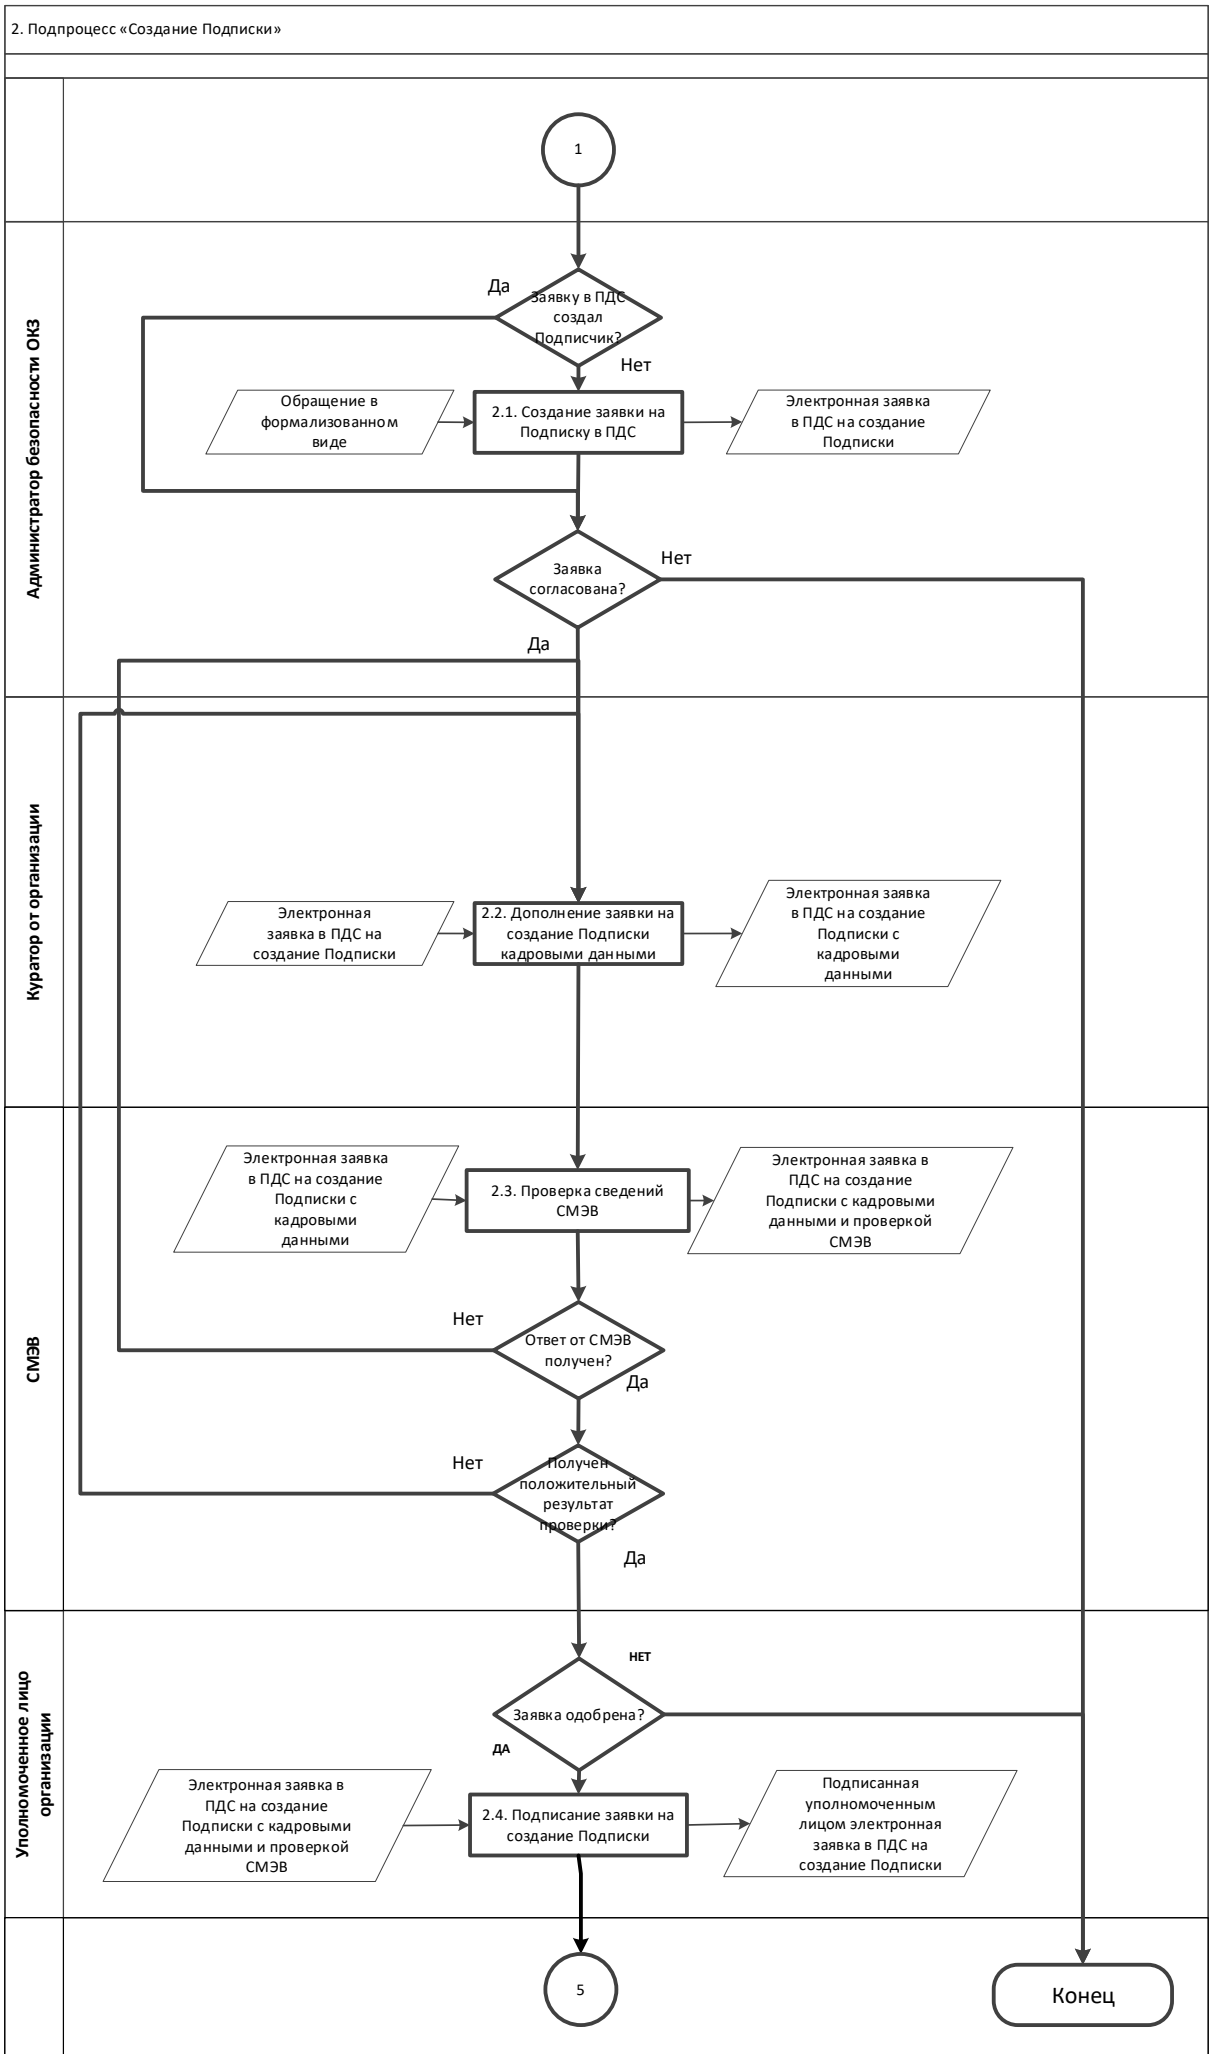 2. Подпроцесс «Создание Подписки»
1
Администратор безопасности ОКЗ
Да
Заявку в ПДС
создал
Подписчик?
Нет
Обращение в
формализованном
виде
2.1. Создание заявки на
Подписку в ПДС
Электронная заявка
в ПДС на создание
Подписки
Заявка
согласована?
Нет
Да
Куратор от организации
Электронная
заявка в ПДС на
создание Подписки
2.2. Дополнение заявки на
создание Подписки
кадровыми данными
Электронная заявка
в ПДС на создание
Подписки с
кадровыми
данными
СМЭВ
Электронная заявка
в ПДС на создание
Подписки с
кадровыми
данными
2.3. Проверка сведений
СМЭВ
Электронная заявка в
ПДС на создание
Подписки с кадровыми
данными и проверкой
СМЭВ
Нет
Ответ от СМЭВ
получен?
Да
Нет
Получен
положительный
результат
проверки?
Да
Уполномоченное лицо
организации
НЕТ
Заявка одобрена?
ДА
Электронная заявка в
ПДС на создание
Подписки с кадровыми
данными и проверкой
СМЭВ
2.4. Подписание заявки на
создание Подписки
Подписанная
уполномоченным
лицом электронная
заявка в ПДС на
создание Подписки
5
Конец